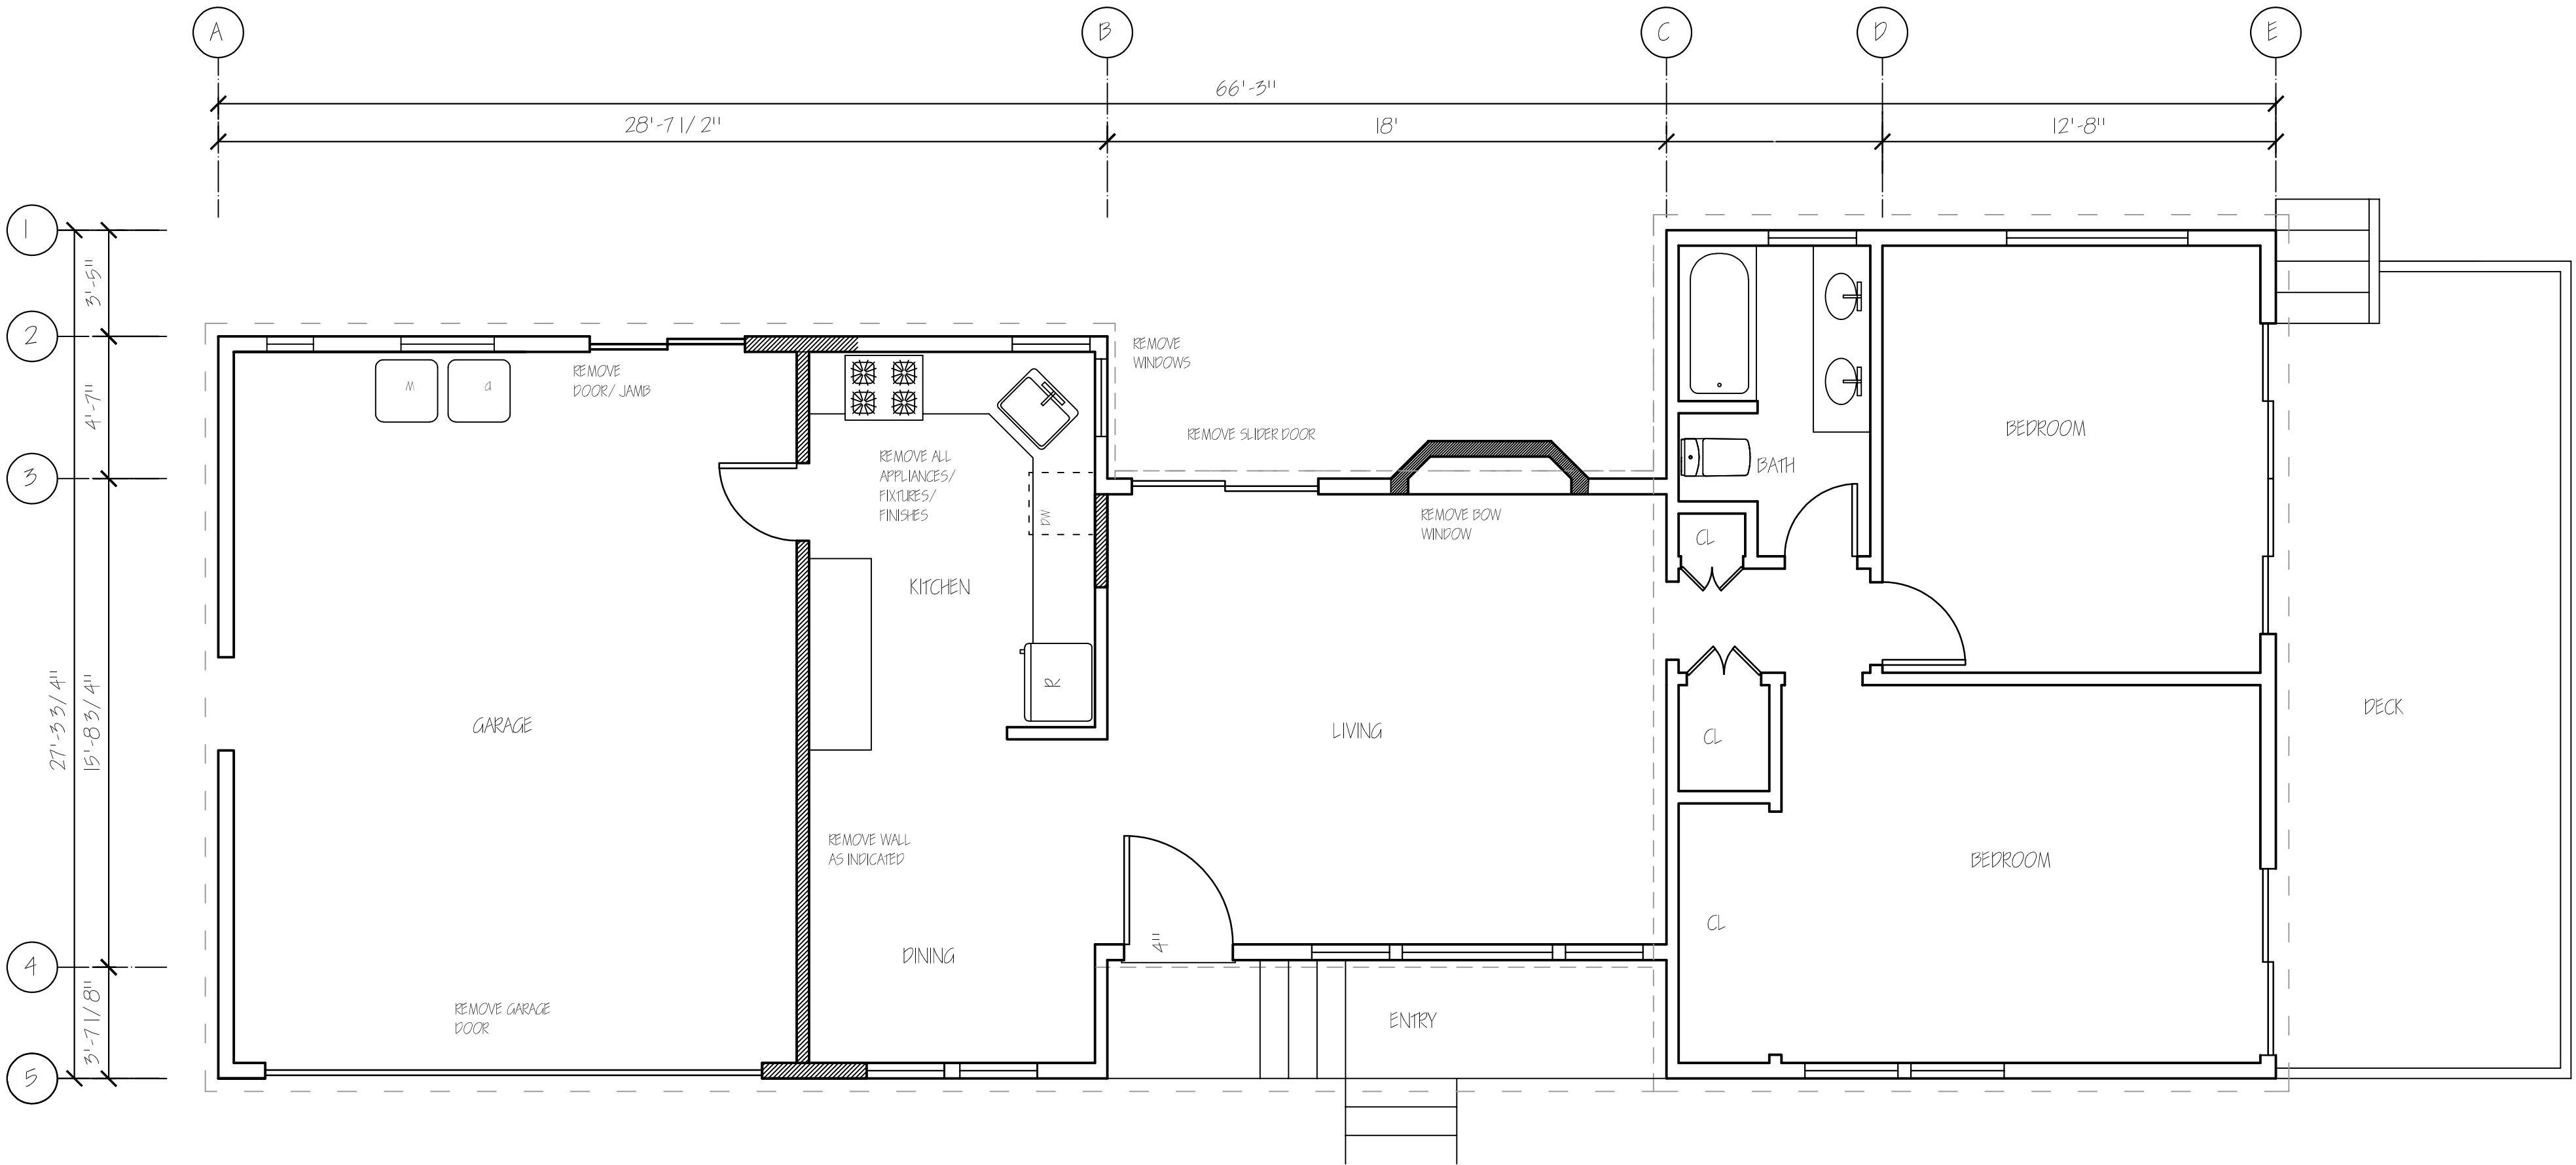 A B C D E
66'-3"
28'-7 1/2" 18' 12'-8"
1
3'-5"
2
REMOVE
WINDOWS
REMOVE
DOOR/ JAMB
4'-7"
W
BEDROOM
REMOVE SLIDER DOOR
REMOVE ALL
APPLIANCES/
FIXTURES/
FINISHES
BATH
3
DW
REMOVE BOW
WINDOW
CL
KITCHEN
R
27'-3 3/4"
15'-8 3/4"
GARAGE
LIVING
CL
DECK
REMOVE WALL
AS INDICATED
BEDROOM
CL
4"
DINING
4
REMOVE GARAGE
DOOR
ENTRY
3'-7 1/8"
5